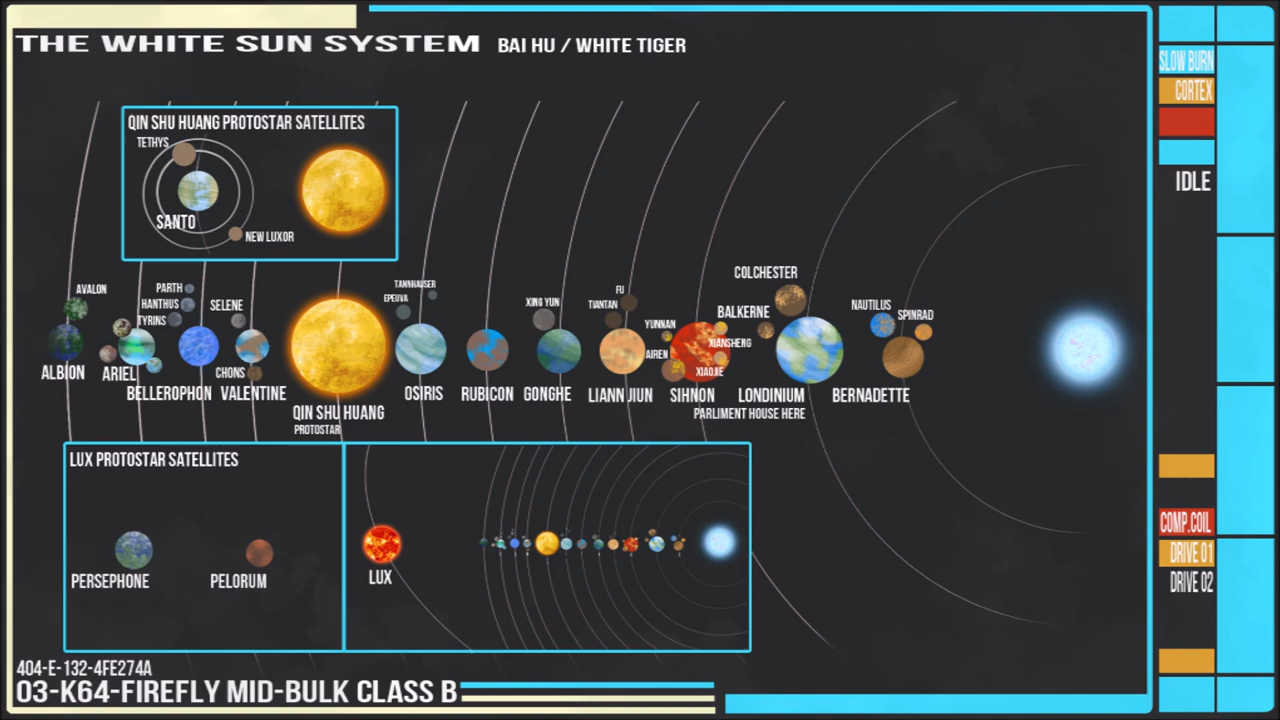 THE WHITE SUN SYSTEM BAI HU / WHITE TIGER
QIN SHU HUANG PROTOSTAR SATELLITES
TETHYS
SANTO
NEW LUXOR
AVALON
ALBION
ARIEL
PARTH
HANTHUS
TYRINS
BELLEROPHON
SELENE
CHONS
VALENTINE
QIN SHU HUANG
PROTOSTAR
TANNHAUSER
EPEUVA
OSIRIS
RUBICON
XING YUN
GONGHE
FU
TIANTAN
LIANN JIUN
YUNNAN
AIREN
XIANSHENG
XIAOJIE
SIHNON
COLCHESTER
BALKERNE
LONDINIUM
PARLIMENT HOUSE HERE
NAUTILUS
SPINRAD
BERNADETTE
LUX PROTOSTAR SATELLITES
PERSEPHONE
PELORUM
LUX
404-E-132-4FE274A
03-K64-FIREFLY MID-BULK CLASS B
SLOW BURN
CORTEX
IDLE
COMP.COIL
DRIVE 01
DRIVE 02